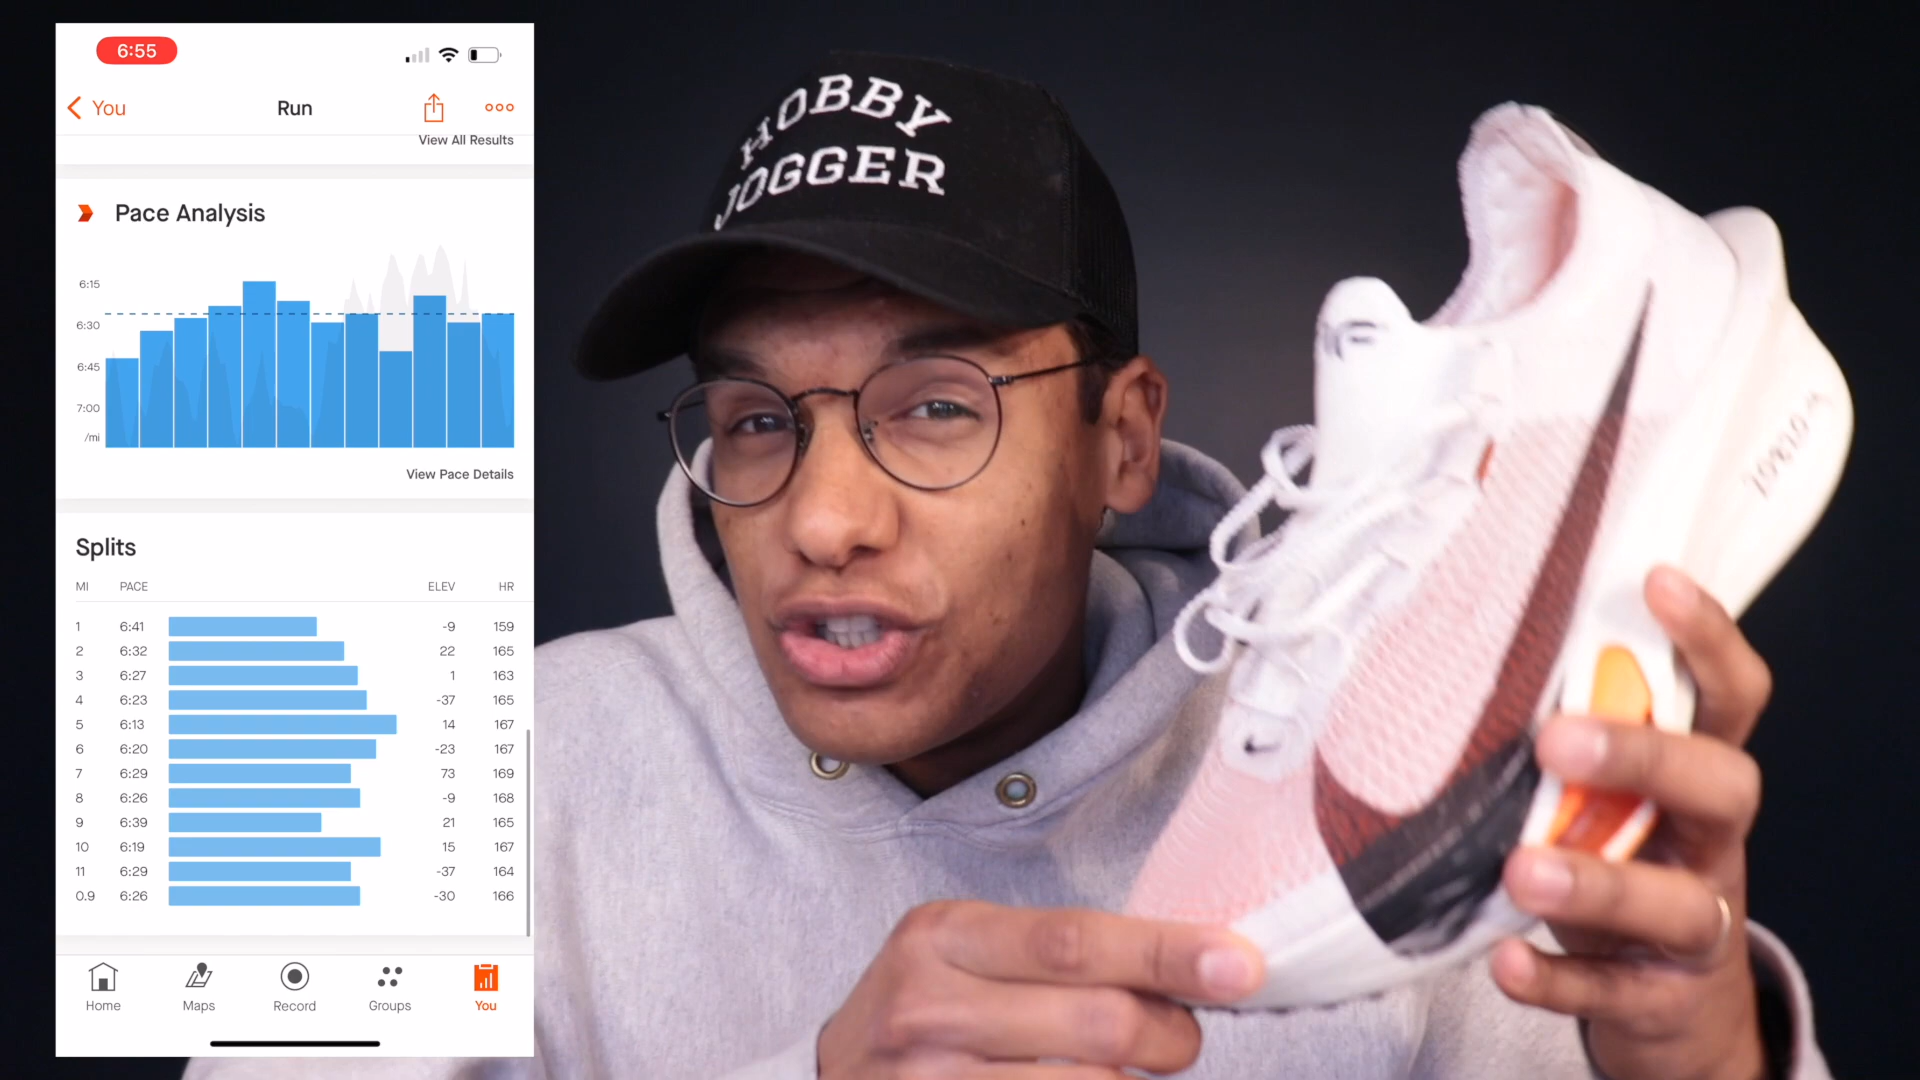 6:55
You Run
View All Results
Pace Analysis
6:15
6:30
6:45
7:00
/mi
View Pace Details
Splits
MI PACE ELEV HR
1 6:41 -9 159
2 6:32 22 165
3 6:27 1 163
4 6:23 -37 165
5 6:13 14 167
6 6:20 -23 167
7 6:29 73 169
8 6:26 -9 168
9 6:39 21 165
10 6:19 15 167
11 6:29 -37 164
0.9 6:26 -30 166
Home Maps Record Groups You
HOBBY
JOGGER